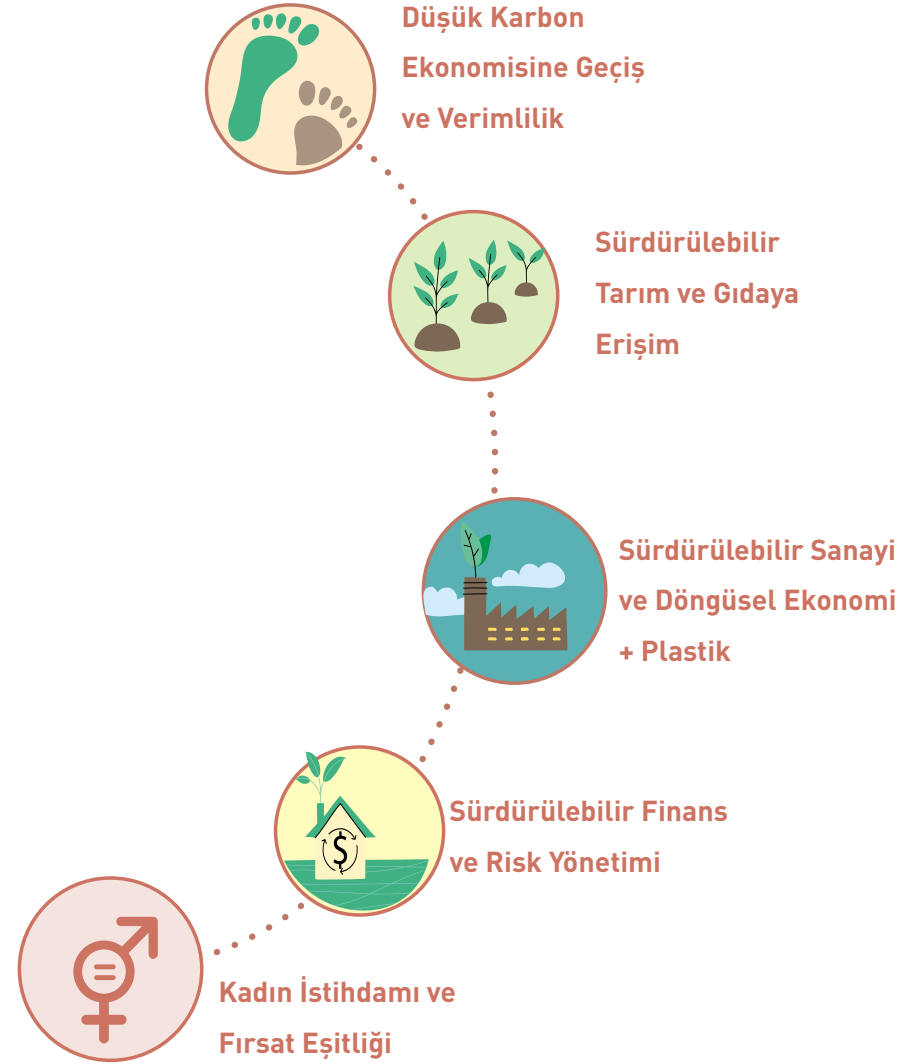 Düşük Karbon
Ekonomisine Geçiş
ve Verimlilik
Sürdürülebilir
Tarım ve Gıdaya
Erişim
Sürdürülebilir Sanayi
ve Döngüsel Ekonomi
+ Plastik
Sürdürülebilir Finans
ve Risk Yönetimi
$
Kadın İstihdamı ve
Fırsat Eşitliği